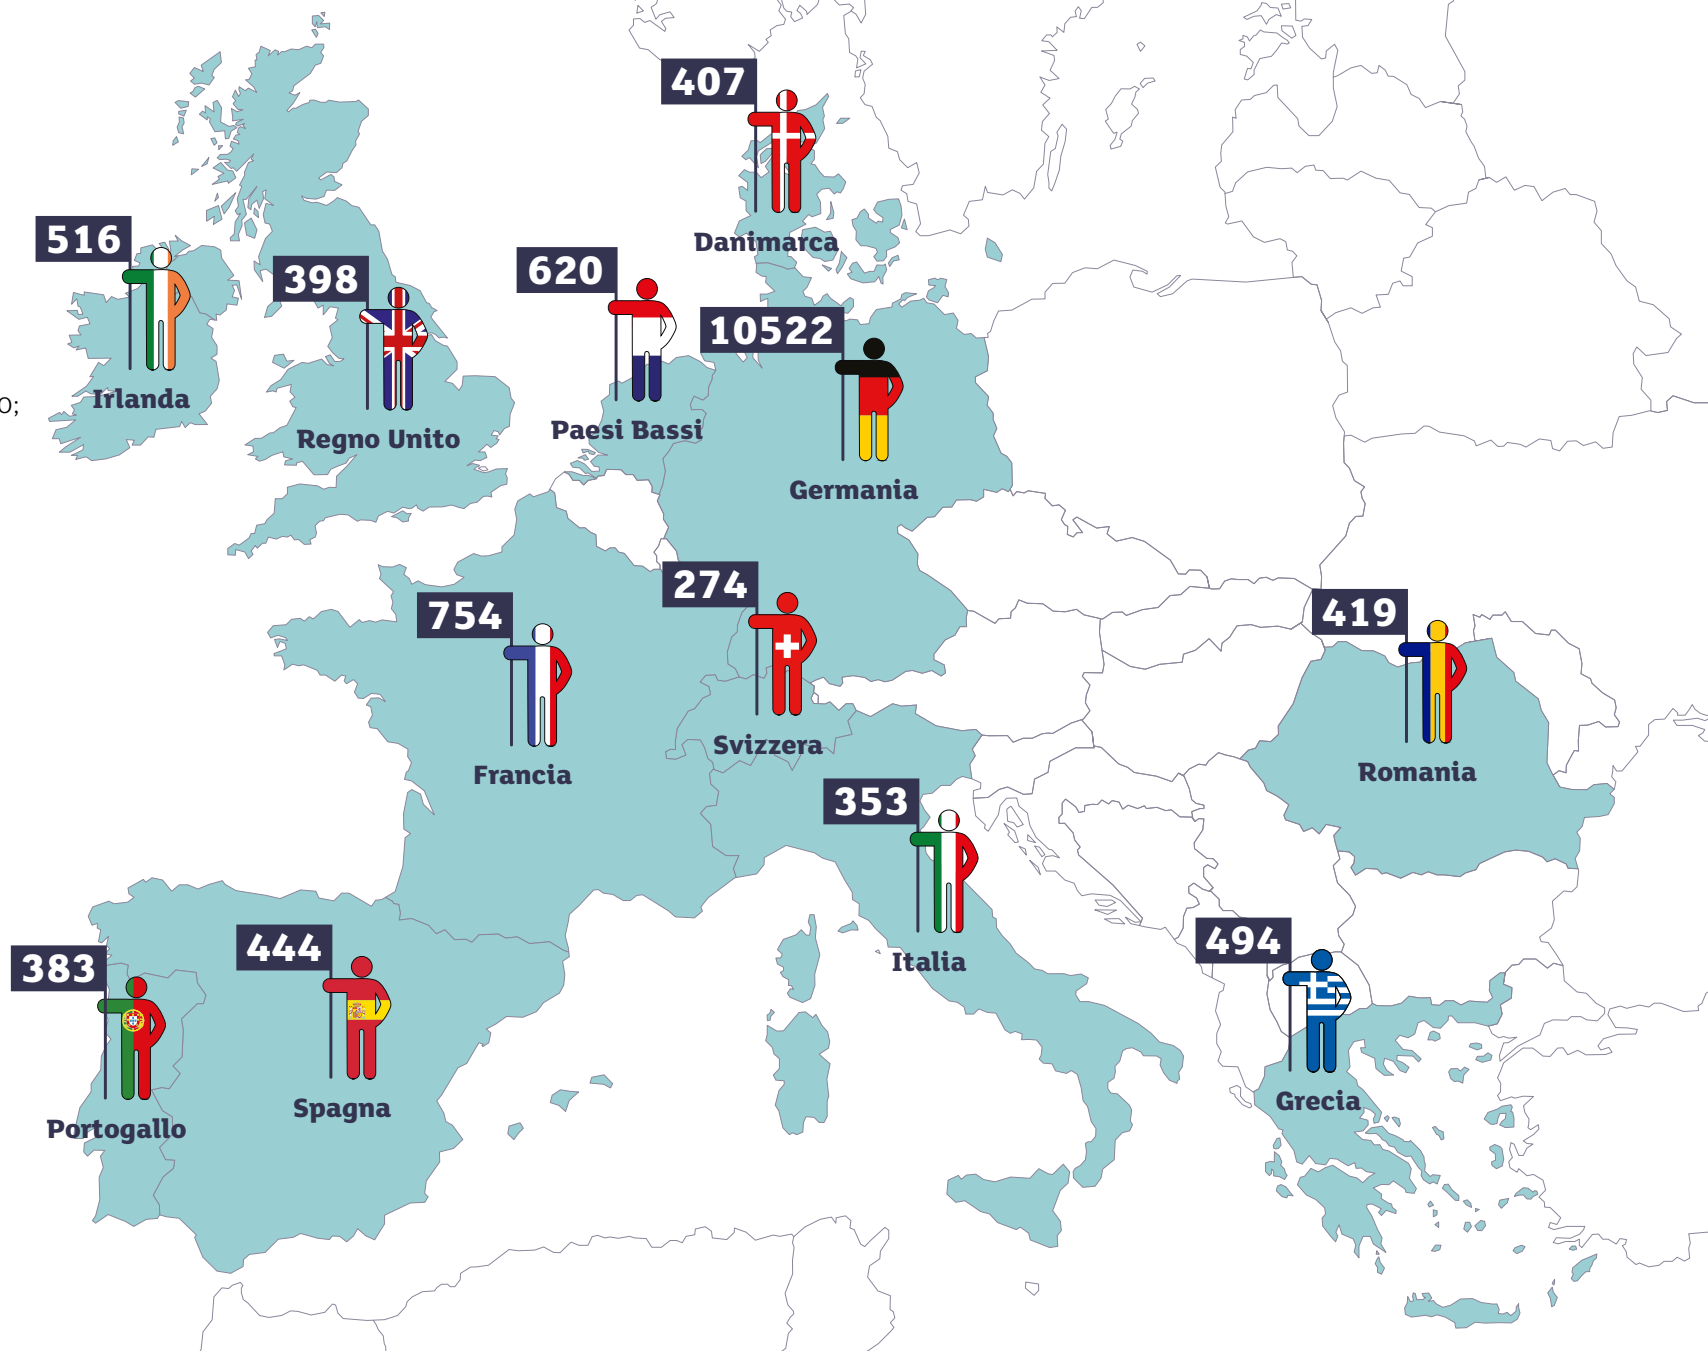 407
Danimarca
516
Irlanda
398
Regno Unito
620
Paesi Bassi
10522
Germania
o;
274
Svizzera
754
Francia
419
Romania
353
Italia
444
Spagna
383
Portogallo
494
Grecia